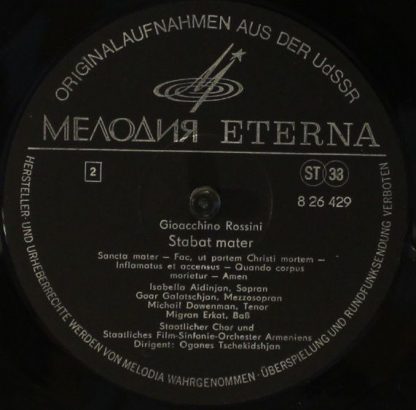 ORIGINALAUFNAHMEN AUS DER UdSSR
МЕЛОДИЯ ETERNA
2
ST 33
8 26 429
Gioacchino Rossini
Stabat mater
Sancta mater – Fac, ut portem Christi mortem –
Inflamatus et accensus – Quando corpus
morietur – Amen
Isabella Aidinjan, Sopran
Goar Galatschjan, Mezzosopran
Michail Dowenman, Tenor
Migran Erkat, Baß
Staatlicher Chor und
Staatliches Film-Sinfonie-Orchester Armeniens
Dirigent: Oganes Tschekidshjan
HERSTELLER- UND URHEBERRECHTE WERDEN VON MELODIA WAHRGENOMMEN · ÜBERSPIELUNG UND RUNDFUNKSENDUNG VERBOTEN